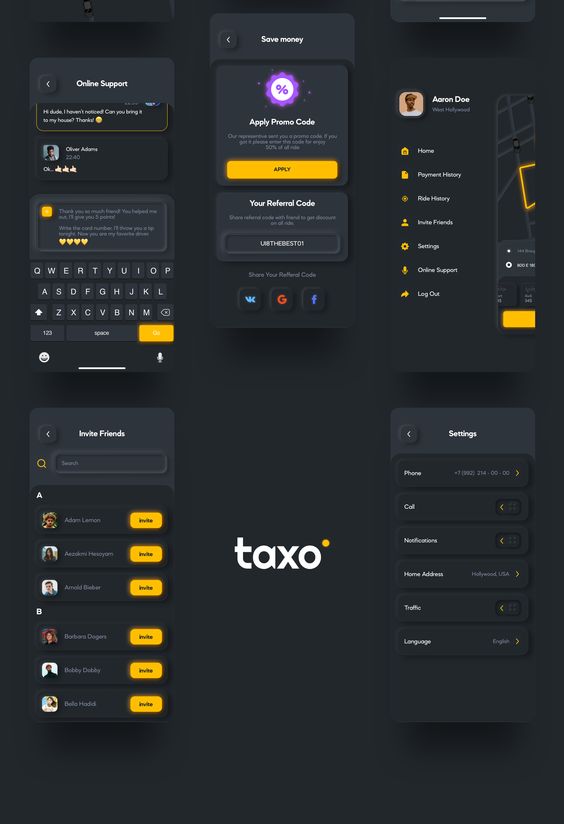 Online Support
Hi dude, I haven't noticed! Can you bring it
to my house? Thanks! 😄
Oliver Adams
22:40
Ok... 🤙🏻🤙🏻🤙🏻
Thank you so much friend! You helped me
out, I'll give you 5 points!
Write the card number, I'll throw you a tip
tonight. Now you are my favorite driver.
💛💛💛💛
Q W E R T Y U I O P
A S D F G H J K L
Z X C V B N M
123 space Go
Save money
%
Apply Promo Code
Our representive sent you a promo code. If you
got it please enter this code for enjoy
50% of all ride
APPLY
Your Referral Code
Share referral code with friend to get discount
on all ride.
UI8THEBEST01
Share Your Refferal Code
G f
Aaron Doe
West Hollywood
Home
Payment History
Ride History
Invite Friends
Settings
Online Support
Log Out
Invite Friends
Search
A
Adam Lemon invite
Aezakmi Hesoyam invite
Arnold Bieber invite
B
Barbara Dogers invite
Bobby Dobby invite
Bella Hadidi invite
taxo
Settings
Phone +7 (992) 214 - 00 - 00
Call
Notifications
Home Address Hollywood, USA
Traffic
Language English